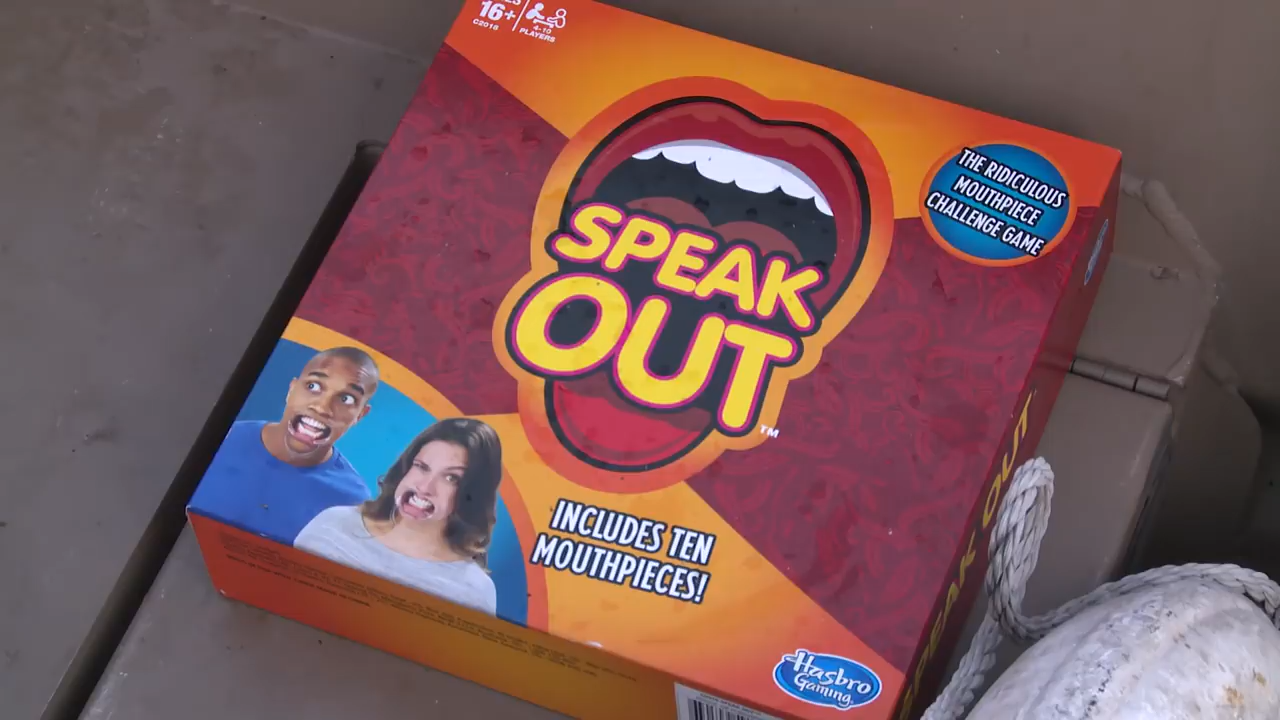 16+
C2016
4-10
PLAYERS
THE RIDICULOUS
MOUTHPIECE
CHALLENGE GAME
SPEAK
OUT
TM
INCLUDES TEN
MOUTHPIECES!
Hasbro
Gaming
SPEAK OUT